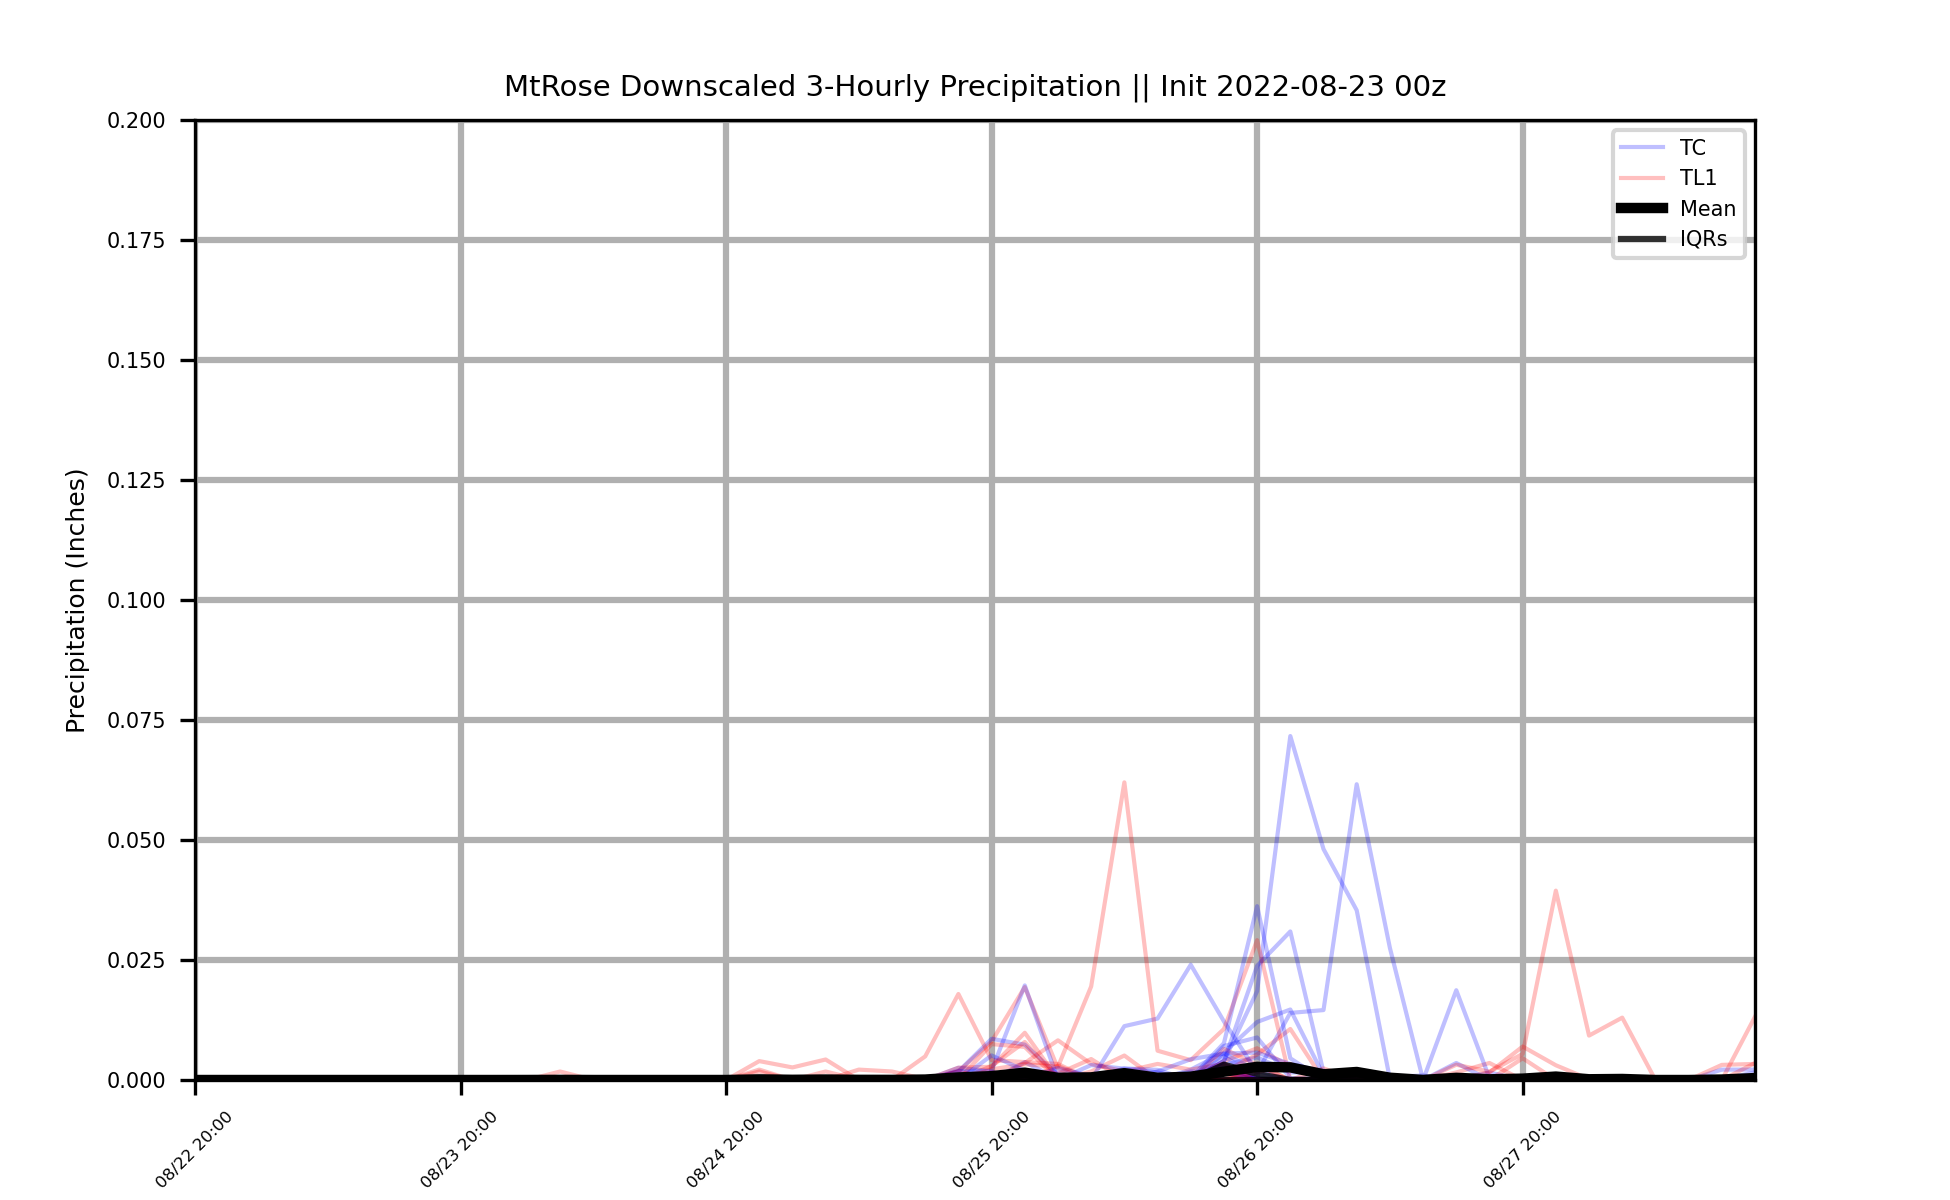 MtRose Downscaled 3-Hourly Precipitation || Init 2022-08-23 00z
TC
TL1
Mean
IQRs
Precipitation (Inches)
0.200
0.175
0.150
0.125
0.100
0.075
0.050
0.025
0.000
08/22 20:00
08/23 20:00
08/24 20:00
08/25 20:00
08/26 20:00
08/27 20:00